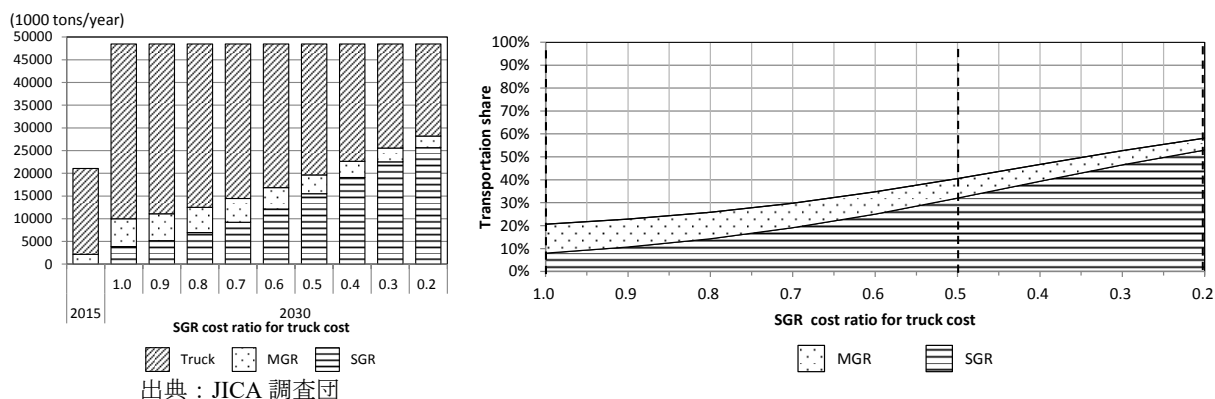 (1000 tons/year)
50000
45000
40000
35000
30000
25000
20000
15000
10000
5000
0
1.0 0.9 0.8 0.7 0.6 0.5 0.4 0.3 0.2
2015 2030
SGR cost ratio for truck cost
Truck MGR SGR
出典：JICA 調査団
100%
90%
80%
70%
60%
50%
40%
30%
20%
10%
0%
Transportaion share
1.0 0.9 0.8 0.7 0.6 0.5 0.4 0.3 0.2
SGR cost ratio for truck cost
MGR SGR